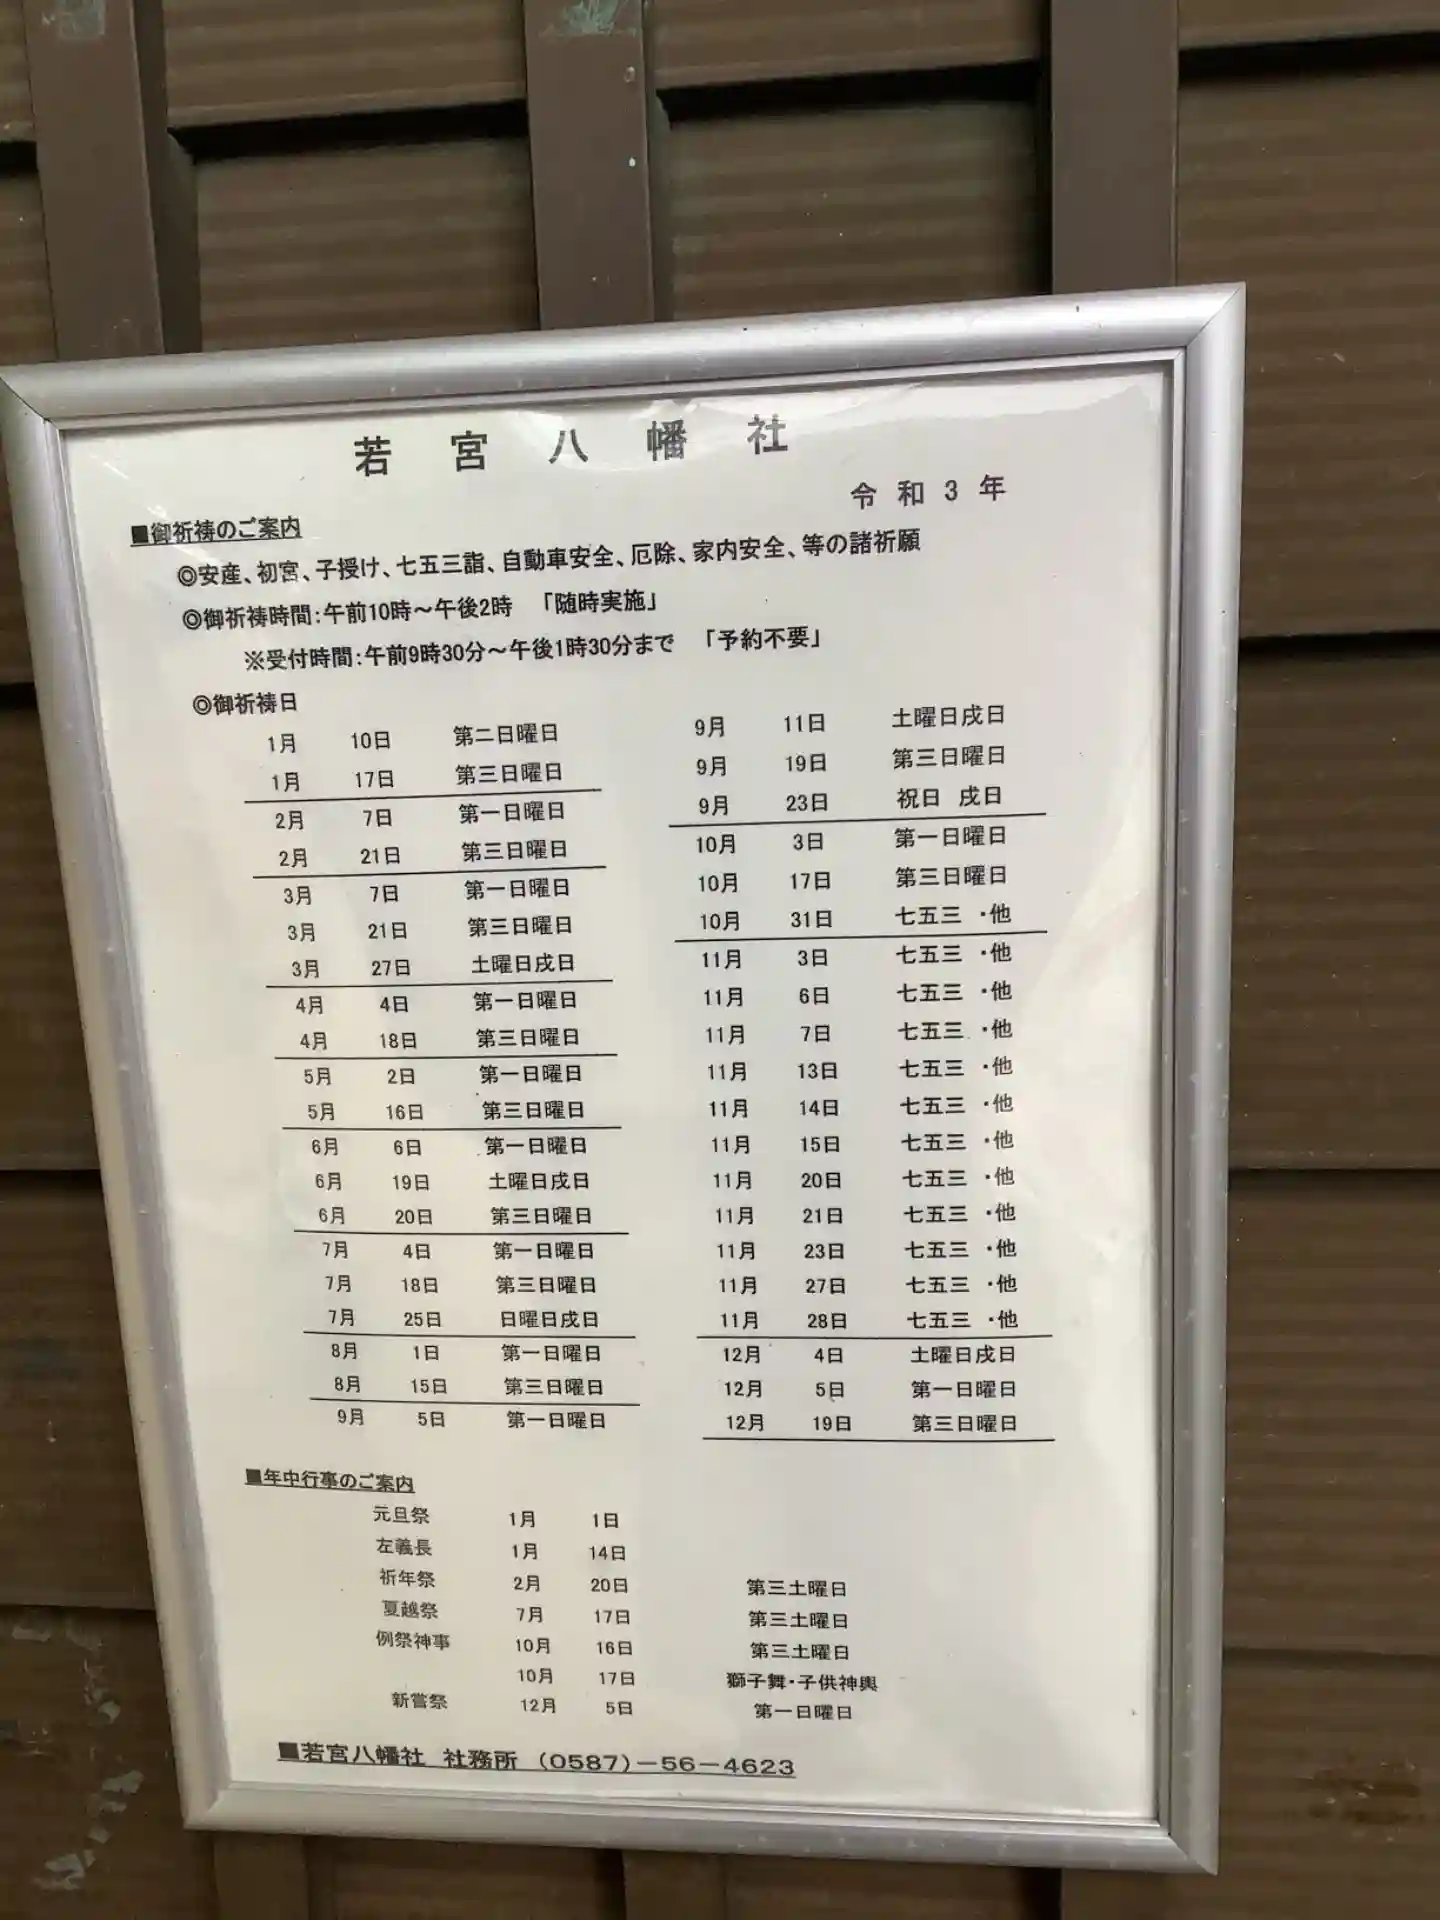 若宮八幡社
令和3年
■御祈祷のご案内
◎安産、初宮、子授け、七五三詣、自動車安全、厄除、家内安全、等の諸祈願
◎御祈祷時間:午前10時～午後2時 「随時実施」
※受付時間:午前9時30分～午後1時30分まで 「予約不要」
◎御祈祷日
1月 10日 第二日曜日
1月 17日 第三日曜日
2月 7日 第一日曜日
2月 21日 第三日曜日
3月 7日 第一日曜日
3月 21日 第三日曜日
3月 27日 土曜日戌日
4月 4日 第一日曜日
4月 18日 第三日曜日
5月 2日 第一日曜日
5月 16日 第三日曜日
6月 6日 第一日曜日
6月 19日 土曜日戌日
6月 20日 第三日曜日
7月 4日 第一日曜日
7月 18日 第三日曜日
7月 25日 日曜日戌日
8月 1日 第一日曜日
8月 15日 第三日曜日
9月 5日 第一日曜日
9月 11日 土曜日戌日
9月 19日 第三日曜日
9月 23日 祝日 戌日
10月 3日 第一日曜日
10月 17日 第三日曜日
10月 31日 七五三 ・他
11月 3日 七五三 ・他
11月 6日 七五三 ・他
11月 7日 七五三 ・他
11月 13日 七五三 ・他
11月 14日 七五三 ・他
11月 15日 七五三 ・他
11月 20日 七五三 ・他
11月 21日 七五三 ・他
11月 23日 七五三 ・他
11月 27日 七五三 ・他
11月 28日 七五三 ・他
12月 4日 土曜日戌日
12月 5日 第一日曜日
12月 19日 第三日曜日
■年中行事のご案内
元旦祭 1月 1日
左義長 1月 14日
祈年祭 2月 20日 第三土曜日
夏越祭 7月 17日 第三土曜日
例祭神事 10月 16日 第三土曜日
10月 17日 獅子舞・子供神輿
新嘗祭 12月 5日 第一日曜日
■若宮八幡社 社務所 (0587)－56－4623